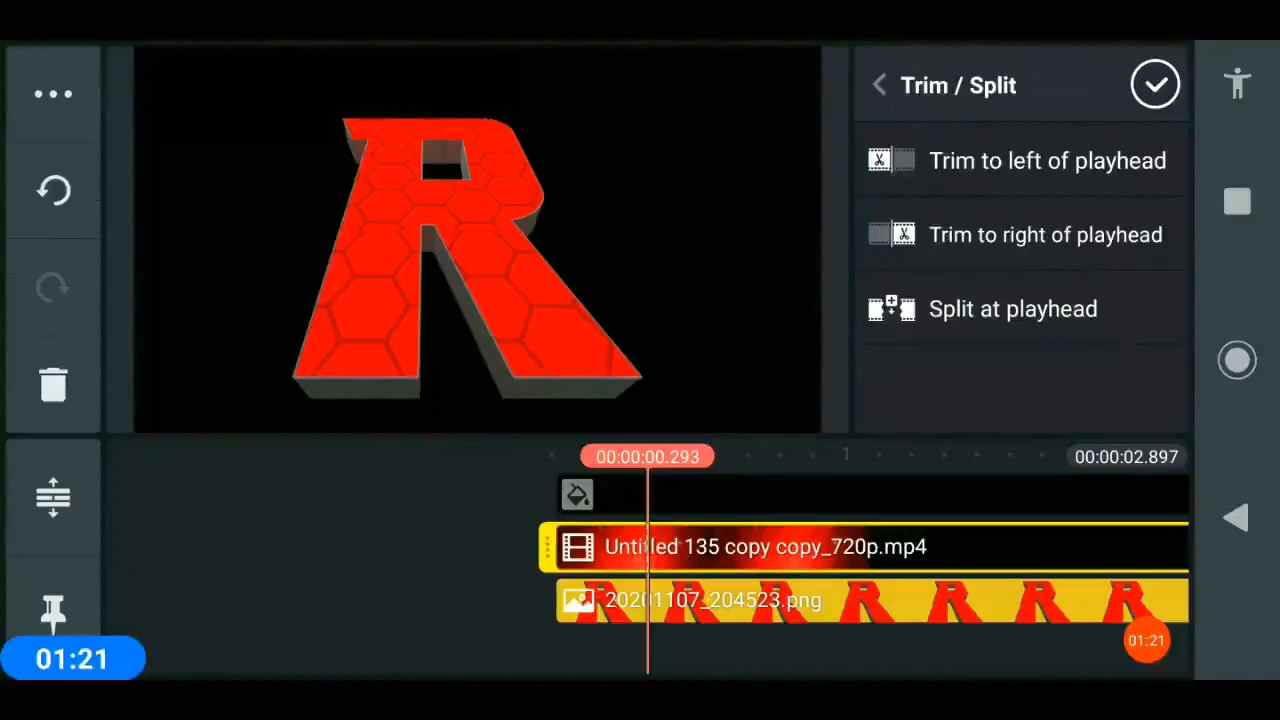 Trim / Split
Trim to left of playhead
Trim to right of playhead
Split at playhead
R
00:00:00.293
1
00:00:02.897
Untitled 135 copy copy_720p.mp4
20201107_204523.png
01:21
01:21